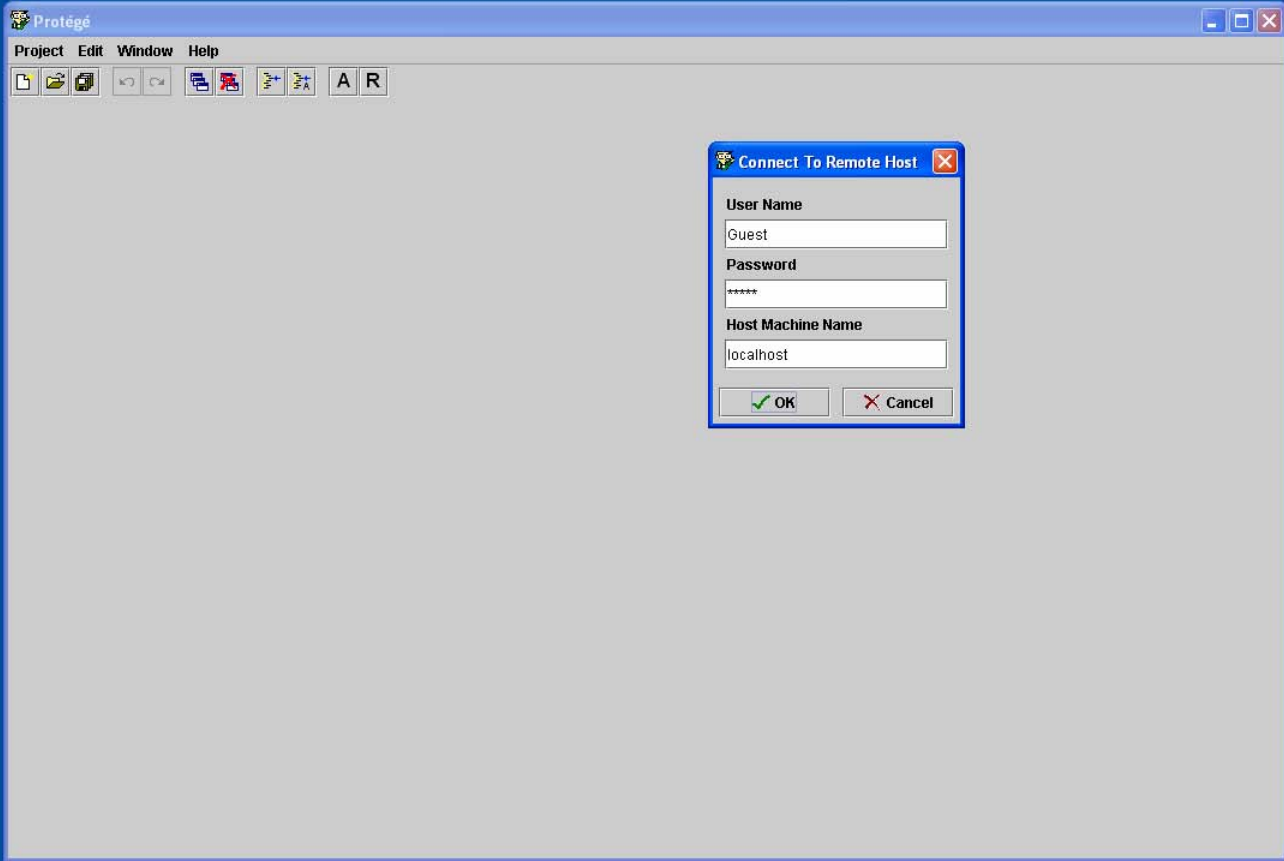 Protégé
Project Edit Window Help
A R
Connect To Remote Host
User Name
Guest
Password
*****
Host Machine Name
localhost
OK Cancel